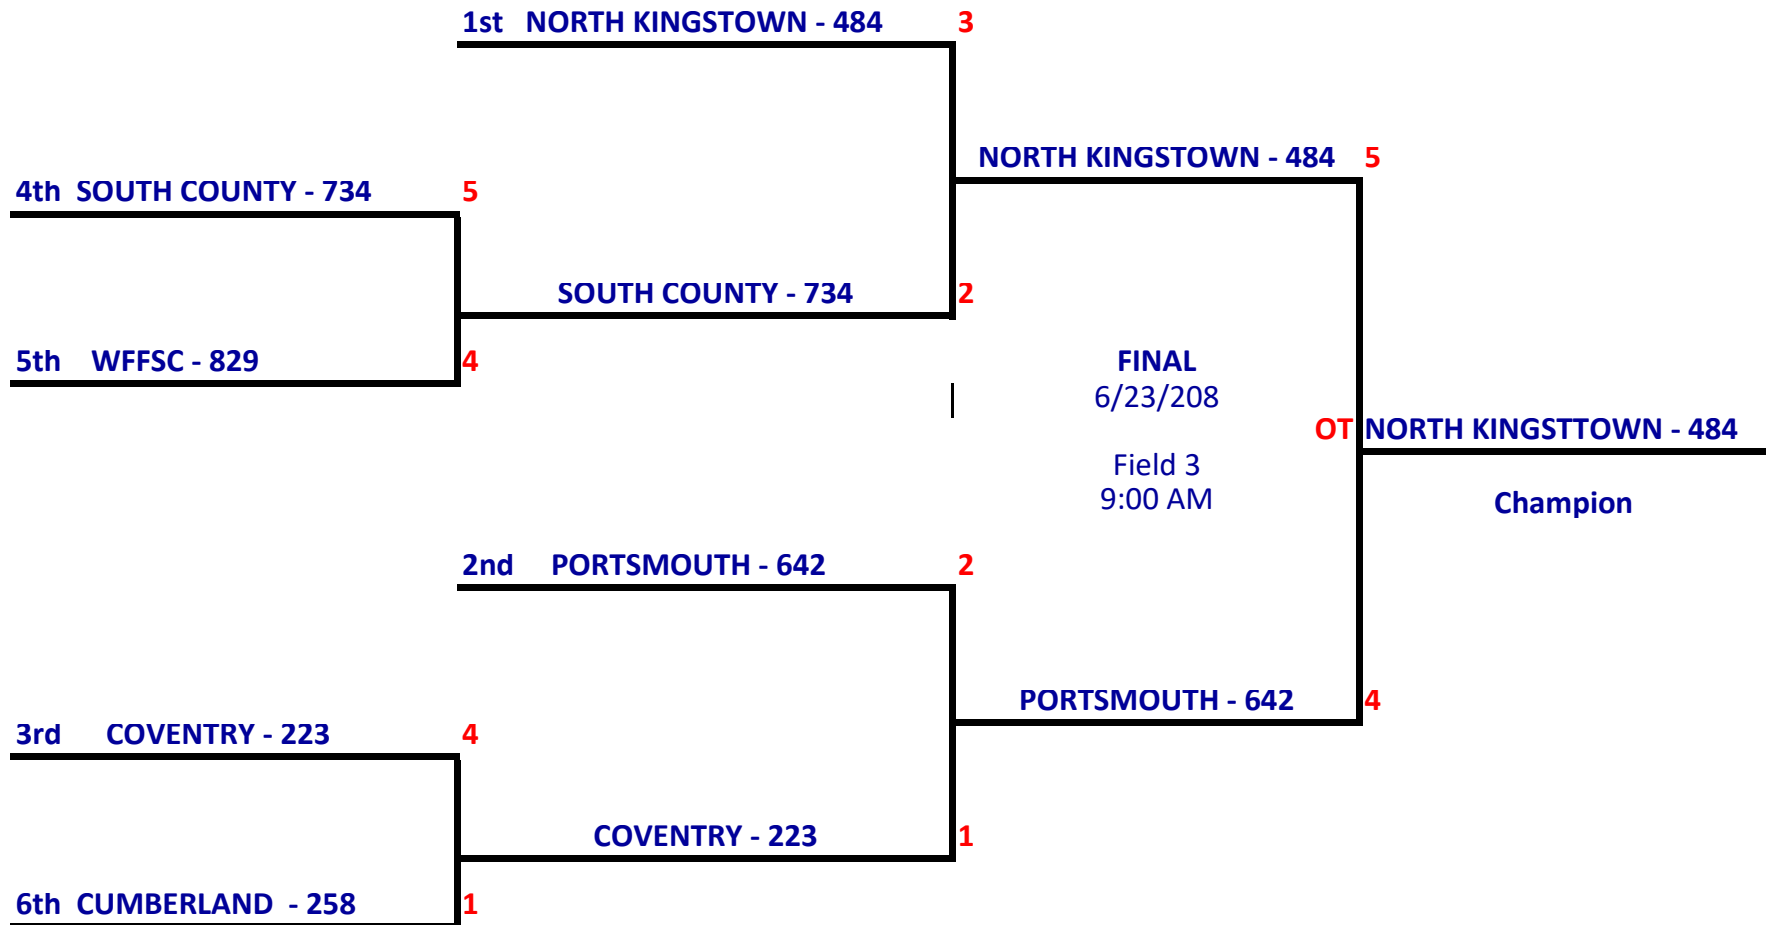 1st NORTH KINGSTOWN - 484 3
NORTH KINGSTOWN - 484 5
4th SOUTH COUNTY - 734 5
SOUTH COUNTY - 734 2
5th WFFSC - 829 4
FINAL
6/23/208
OT NORTH KINGSTTOWN - 484
Field 3
9:00 AM
Champion
2nd PORTSMOUTH - 642 2
PORTSMOUTH - 642 4
3rd COVENTRY - 223 4
COVENTRY - 223 1
6th CUMBERLAND - 258 1